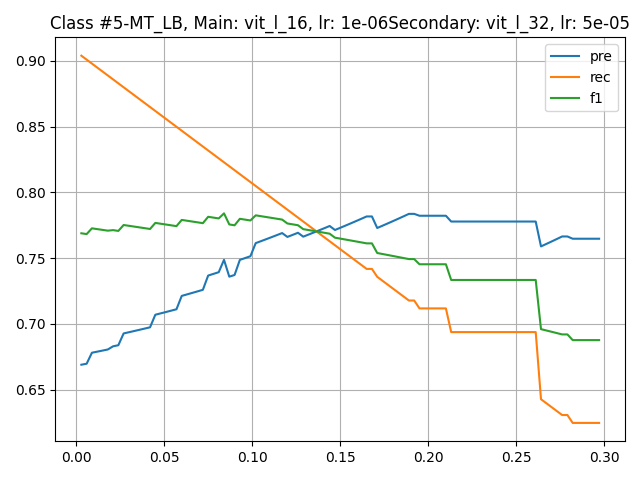 Class #5-MT_LB, Main: vit_l_16, lr: 1e-06Secondary: vit_l_32, lr: 5e-05
pre
rec
f1
0.90
0.85
0.80
0.75
0.70
0.65
0.00 0.05 0.10 0.15 0.20 0.25 0.30